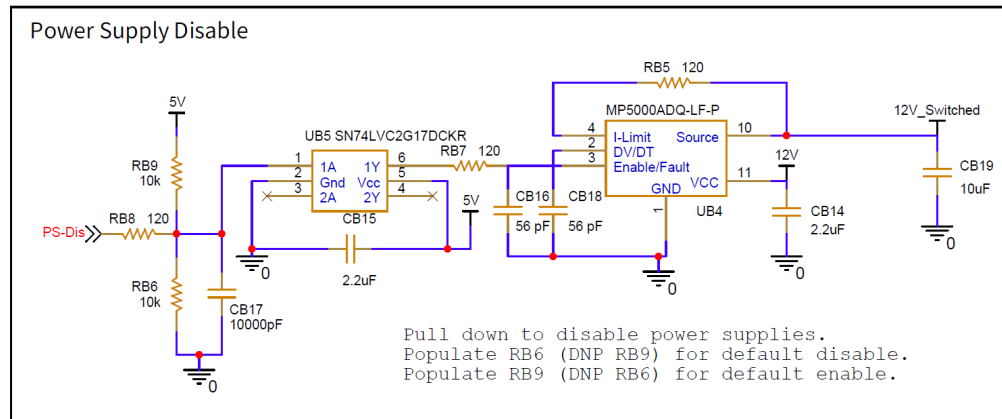 Power Supply Disable
RB5 120
MP5000ADQ-LF-P
4 I-Limit Source 10
2 DV/DT
3 Enable/Fault
VCC 11
GND
1
UB4
12V_Switched
CB19
10uF
12V
CB14
2.2uF
0
0
5V
RB9
10k
UB5 SN74LVC2G17DCKR
1 1A 1Y 6
2 Gnd Vcc 5
3 2A 2Y 4
RB7 120
CB16
56 pF
CB18
56 pF
0
PS-Dis
RB8 120
CB15
2.2uF
5V
0
RB6
10k
CB17
10000pF
0
Pull down to disable power supplies.
Populate RB6 (DNP RB9) for default disable.
Populate RB9 (DNP RB6) for default enable.